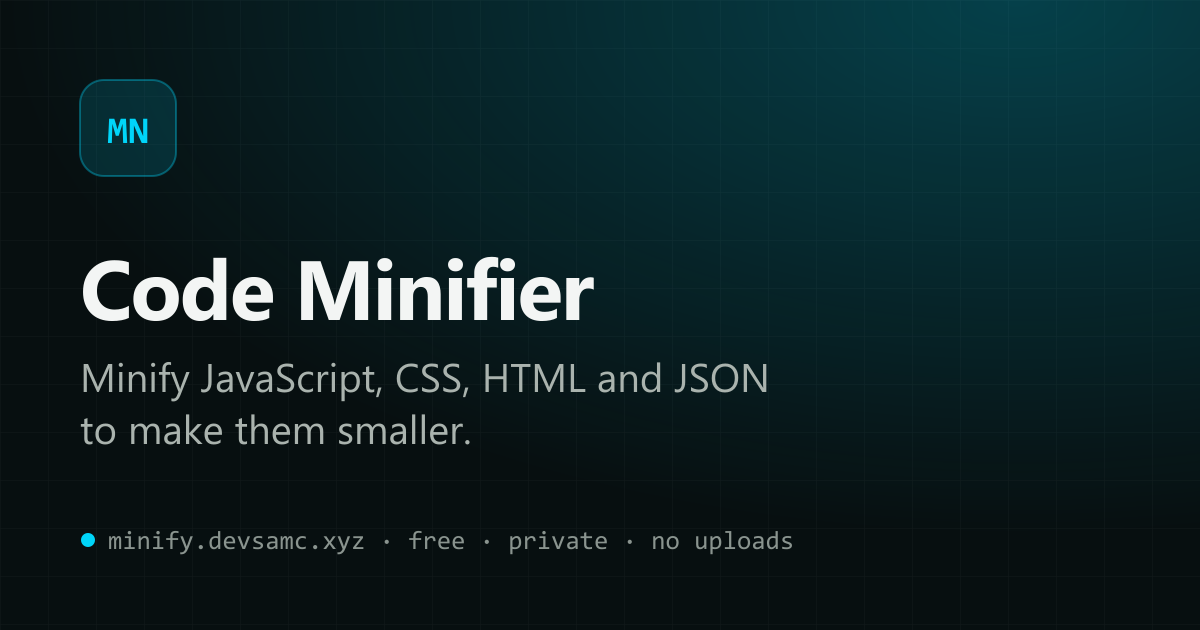 MN
Code Minifier
Minify JavaScript, CSS, HTML and JSON
to make them smaller.
minify.devsamc.xyz · free · private · no uploads